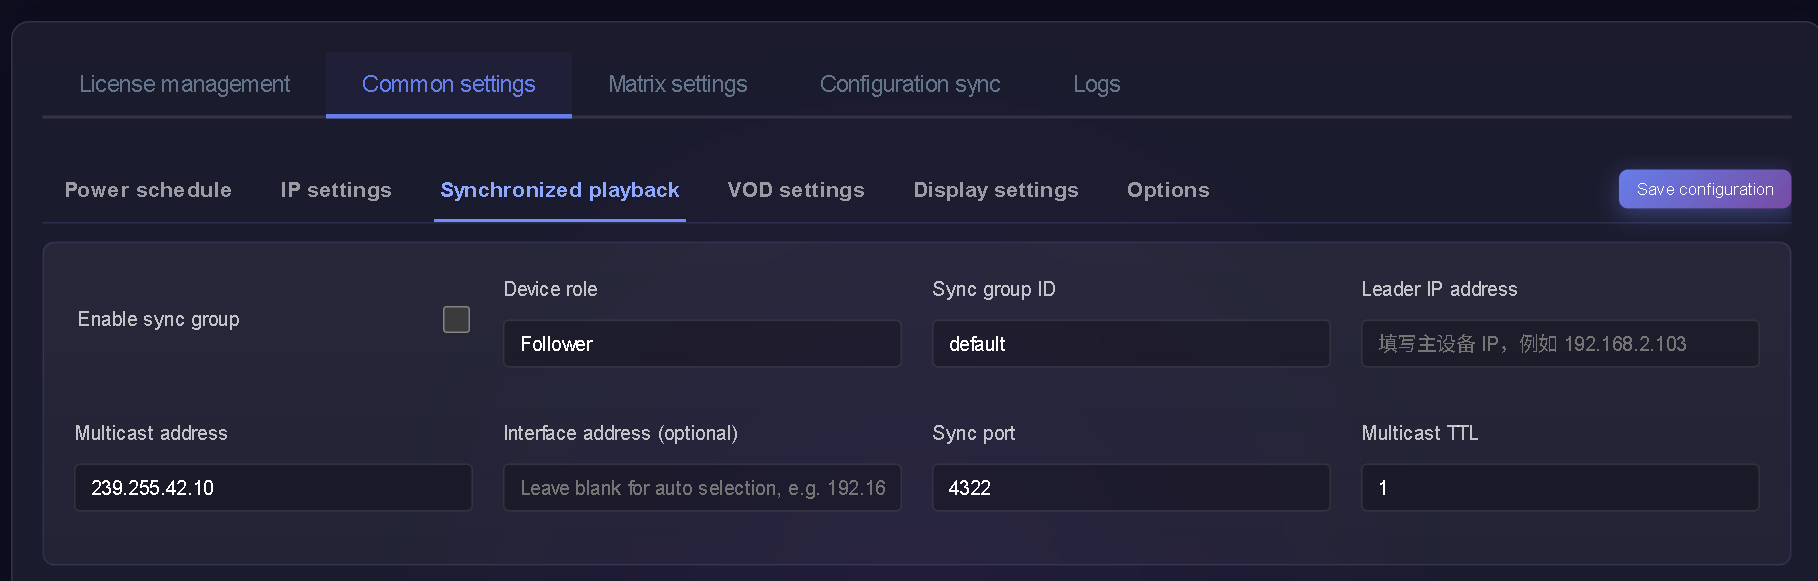 License management
Common settings
Matrix settings
Configuration sync
Logs
Power schedule
IP settings
Synchronized playback
VOD settings
Display settings
Options
Save configuration
Enable sync group
Device role
Follower
Sync group ID
default
Leader IP address
填写主设备 IP，例如 192.168.2.103
Multicast address
239.255.42.10
Interface address (optional)
Leave blank for auto selection, e.g. 192.16
Sync port
4322
Multicast TTL
1